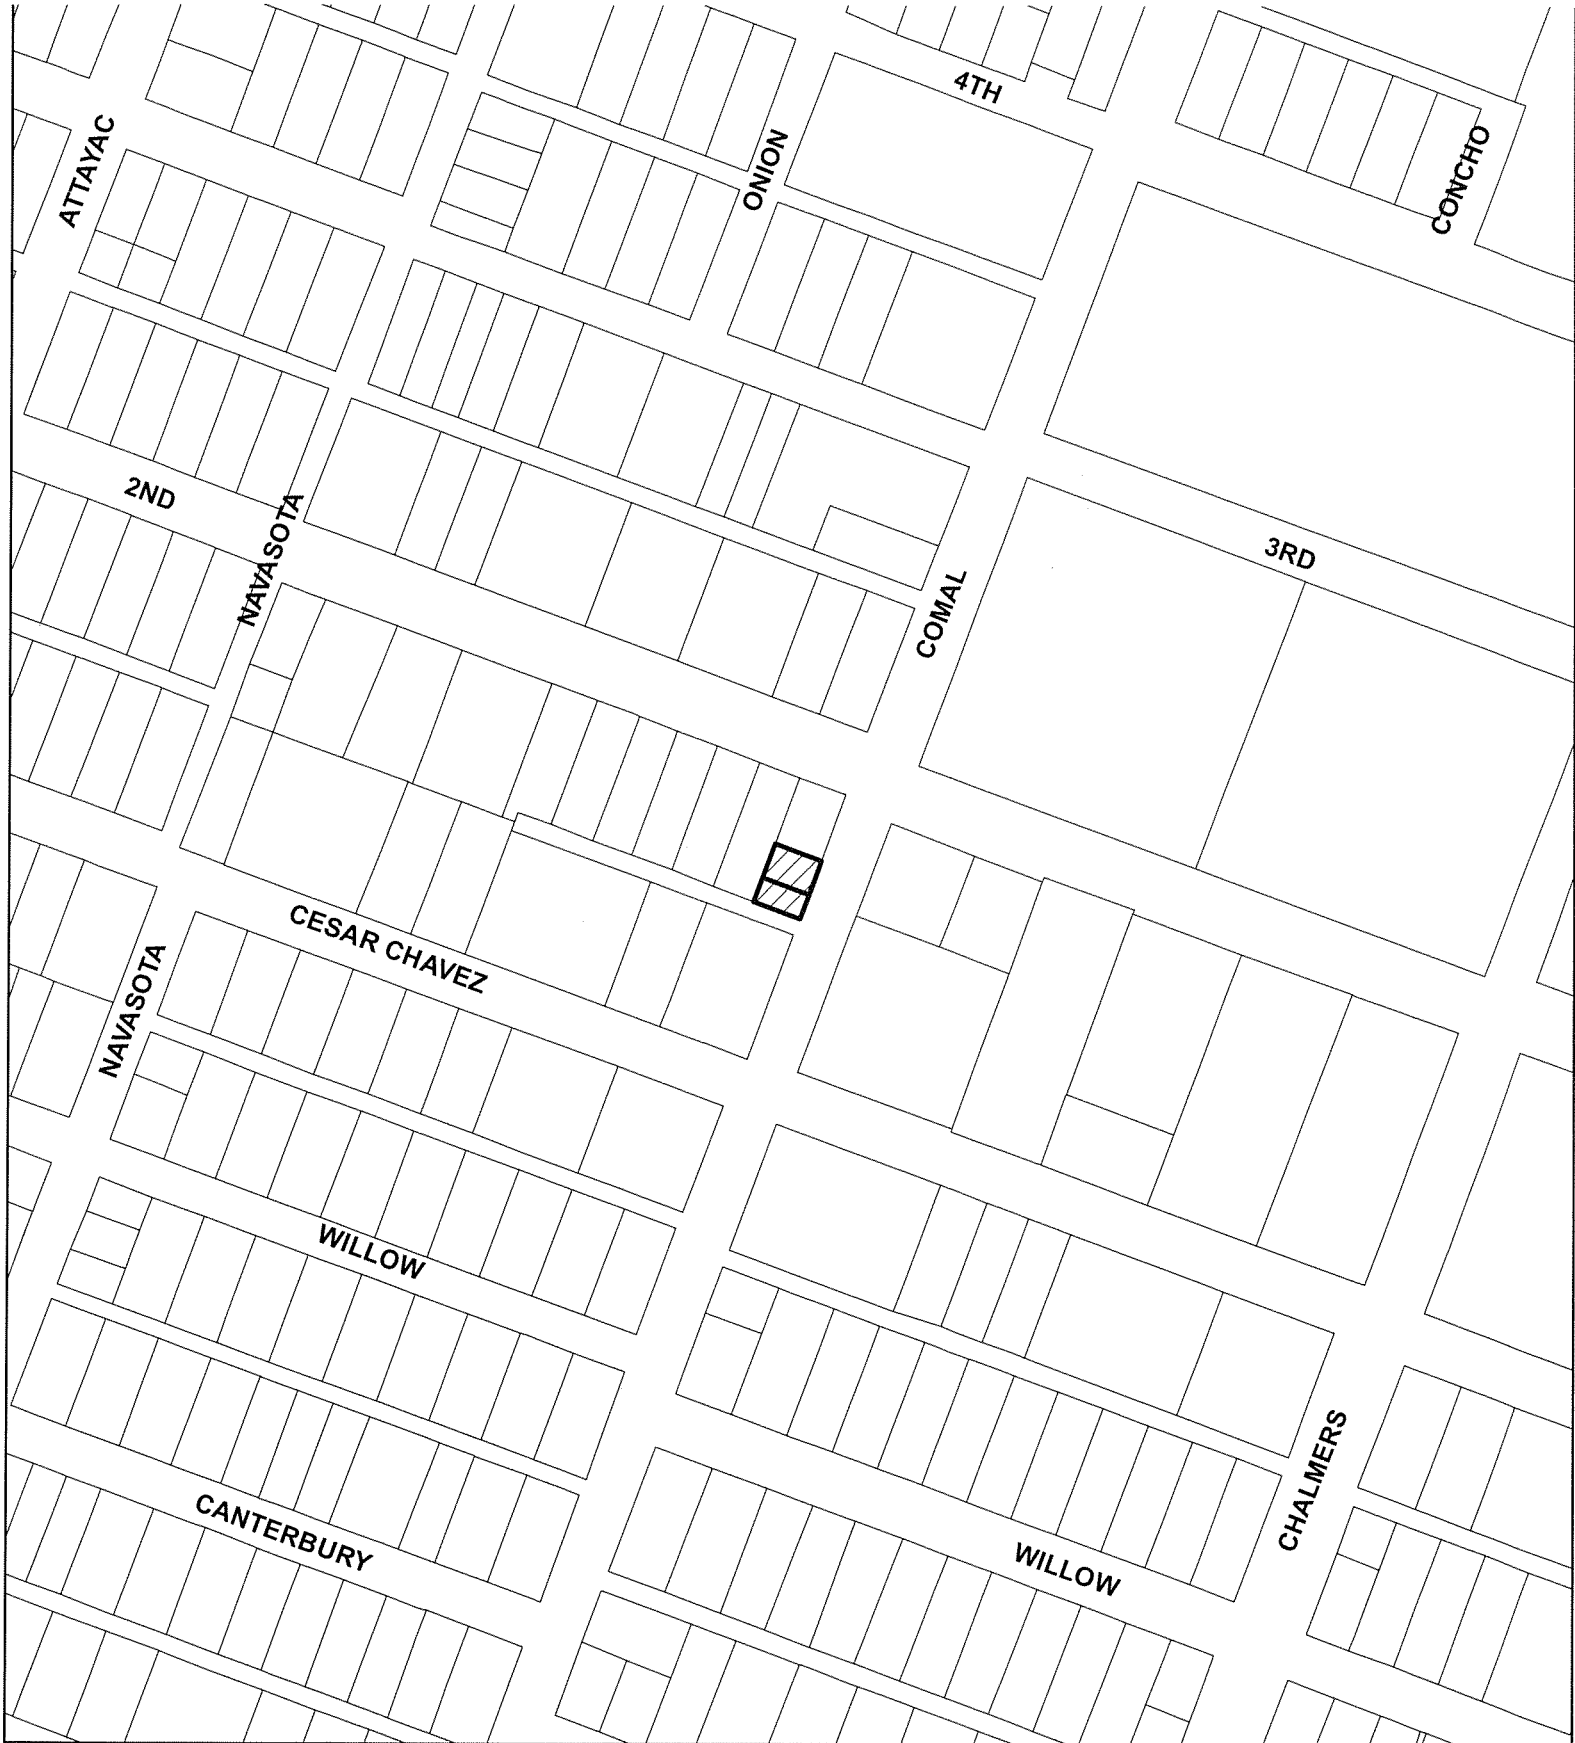 4TH
ATTAYAC
ONION
CONCHO
2ND
NAVASOTA
3RD
COMAL
CESAR CHAVEZ
NAVASOTA
WILLOW
CHALMERS
CANTERBURY
WILLOW